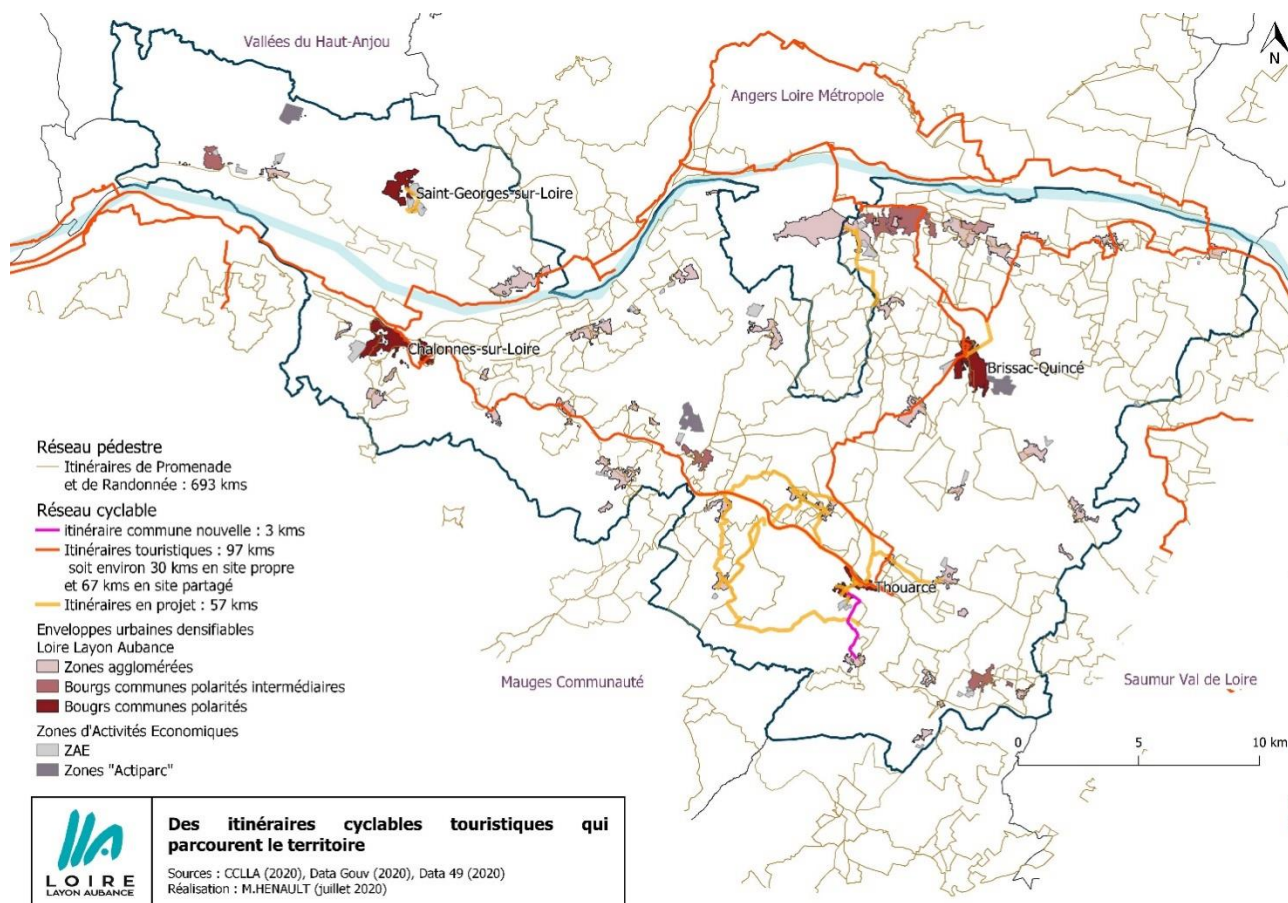 Vallées du Haut-Anjou
Angers Loire Métropole
N
Saint-Georges-sur-Loire
Chalonnes-sur-Loire
Brissac-Quincé
Thouarcé
Mauges Communauté
Saumur Val de Loire
0 5 10 km
Réseau pédestre
Itinéraires de Promenade
et de Randonnée : 693 kms
Réseau cyclable
itinéraire commune nouvelle : 3 kms
Itinéraires touristiques : 97 kms
soit environ 30 kms en site propre
et 67 kms en site partagé
Itinéraires en projet : 57 kms
Enveloppes urbaines densifiables
Loire Layon Aubance
Zones agglomérées
Bourgs communes polarités intermédiaires
Bougrs communes polarités
Zones d'Activités Economiques
ZAE
Zones "Actiparc"
LOIRE
LAYON AUBANCE
Des itinéraires cyclables touristiques qui
parcourent le territoire
Sources : CCLLA (2020), Data Gouv (2020), Data 49 (2020)
Réalisation : M.HENAULT (juillet 2020)